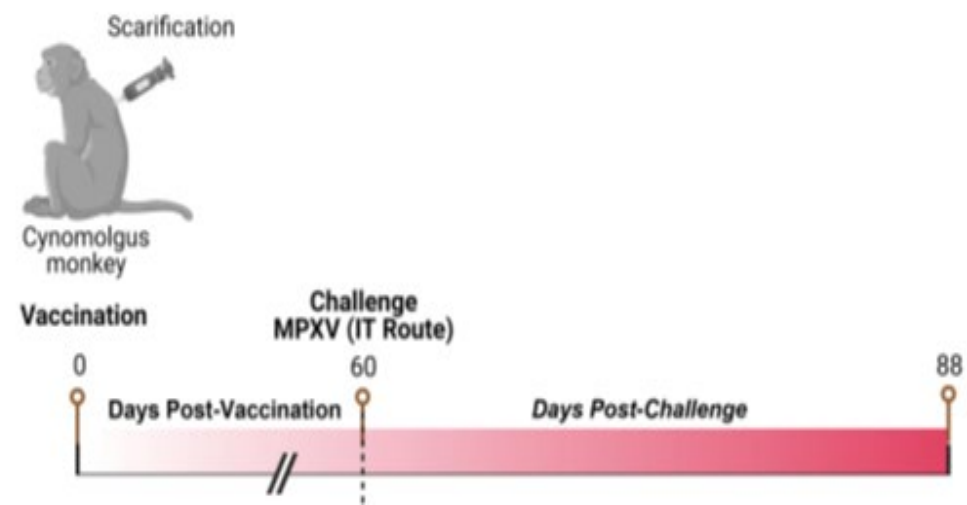 Scarification
Cynomolgus
monkey
Vaccination
Challenge
MPXV (IT Route)
0
60
88
Days Post-Vaccination
Days Post-Challenge